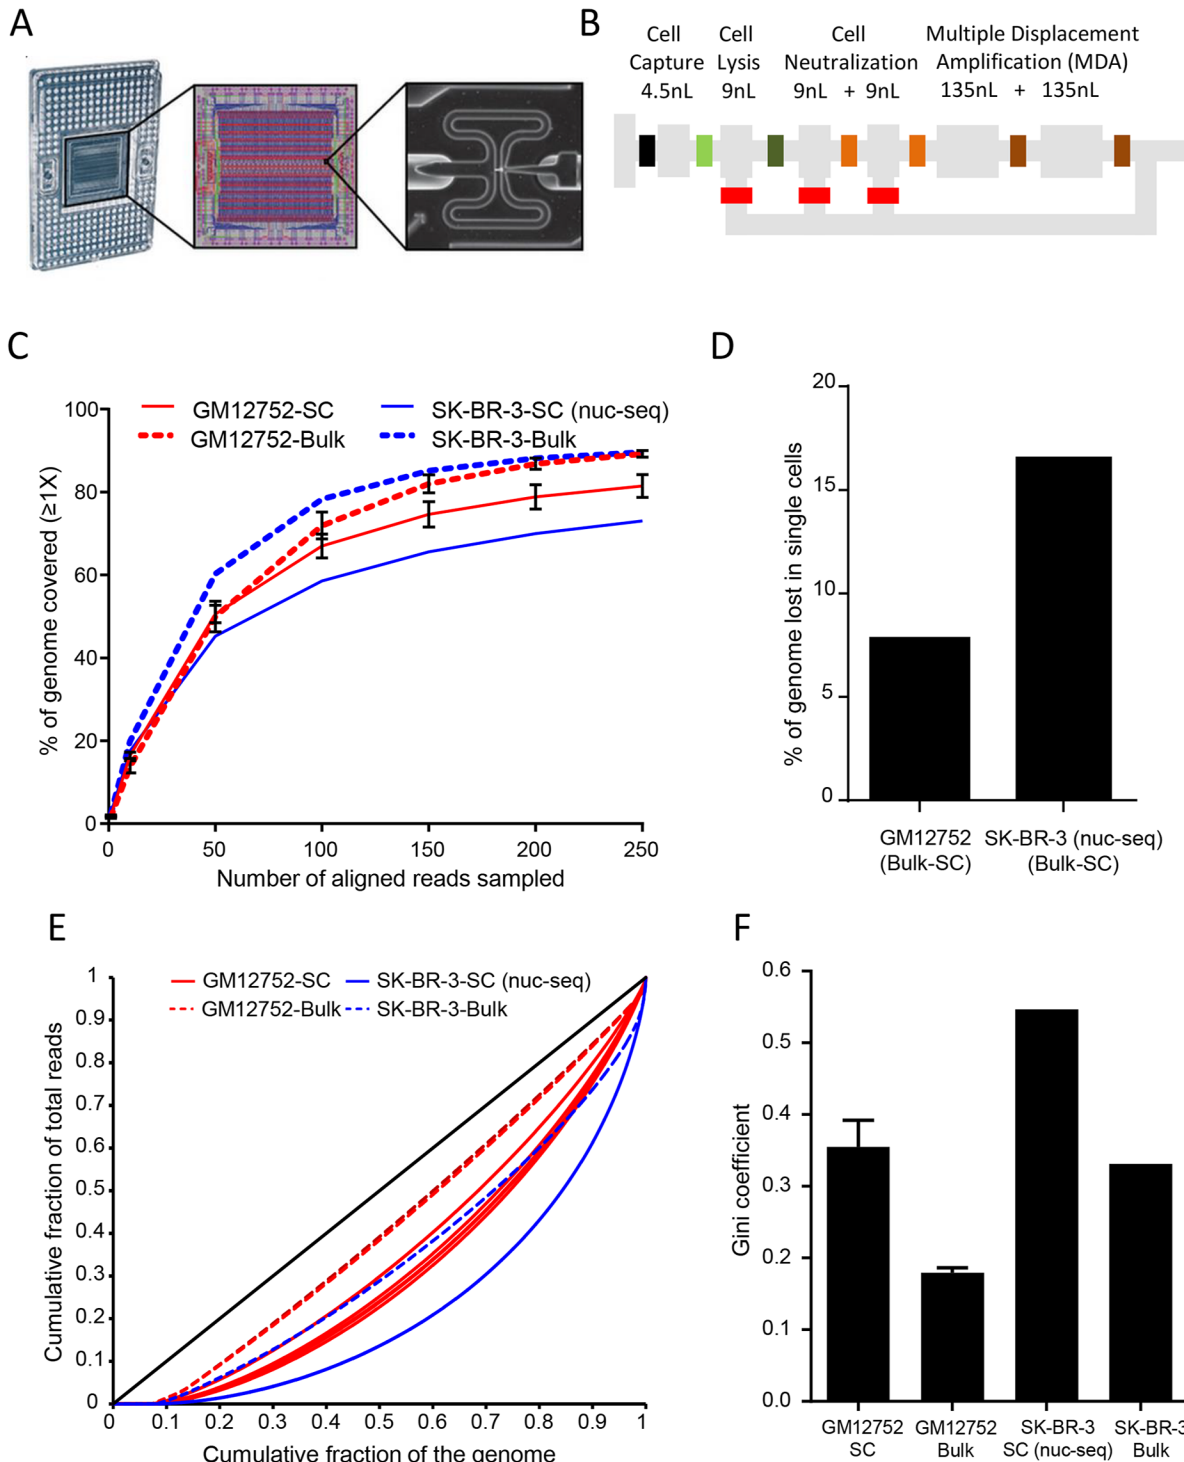 A
B
Cell Capture 4.5nL
Cell Lysis 9nL
Cell Neutralization 9nL + 9nL
Multiple Displacement Amplification (MDA) 135nL + 135nL
C
GM12752-SC
SK-BR-3-SC (nuc-seq)
GM12752-Bulk
SK-BR-3-Bulk
% of genome covered (≥1X)
100
80
60
40
20
0
0 50 100 150 200 250
Number of aligned reads sampled
D
% of genome lost in single cells
20
15
10
5
0
GM12752 (Bulk-SC)
SK-BR-3 (nuc-seq) (Bulk-SC)
E
GM12752-SC
SK-BR-3-SC (nuc-seq)
GM12752-Bulk
SK-BR-3-Bulk
Cumulative fraction of total reads
1
0.9
0.8
0.7
0.6
0.5
0.4
0.3
0.2
0.1
0
0 0.1 0.2 0.3 0.4 0.5 0.6 0.7 0.8 0.9 1
Cumulative fraction of the genome
F
Gini coefficient
0.6
0.5
0.4
0.3
0.2
0.1
0.0
GM12752 SC
GM12752 Bulk
SK-BR-3 SC (nuc-seq)
SK-BR-3 Bulk